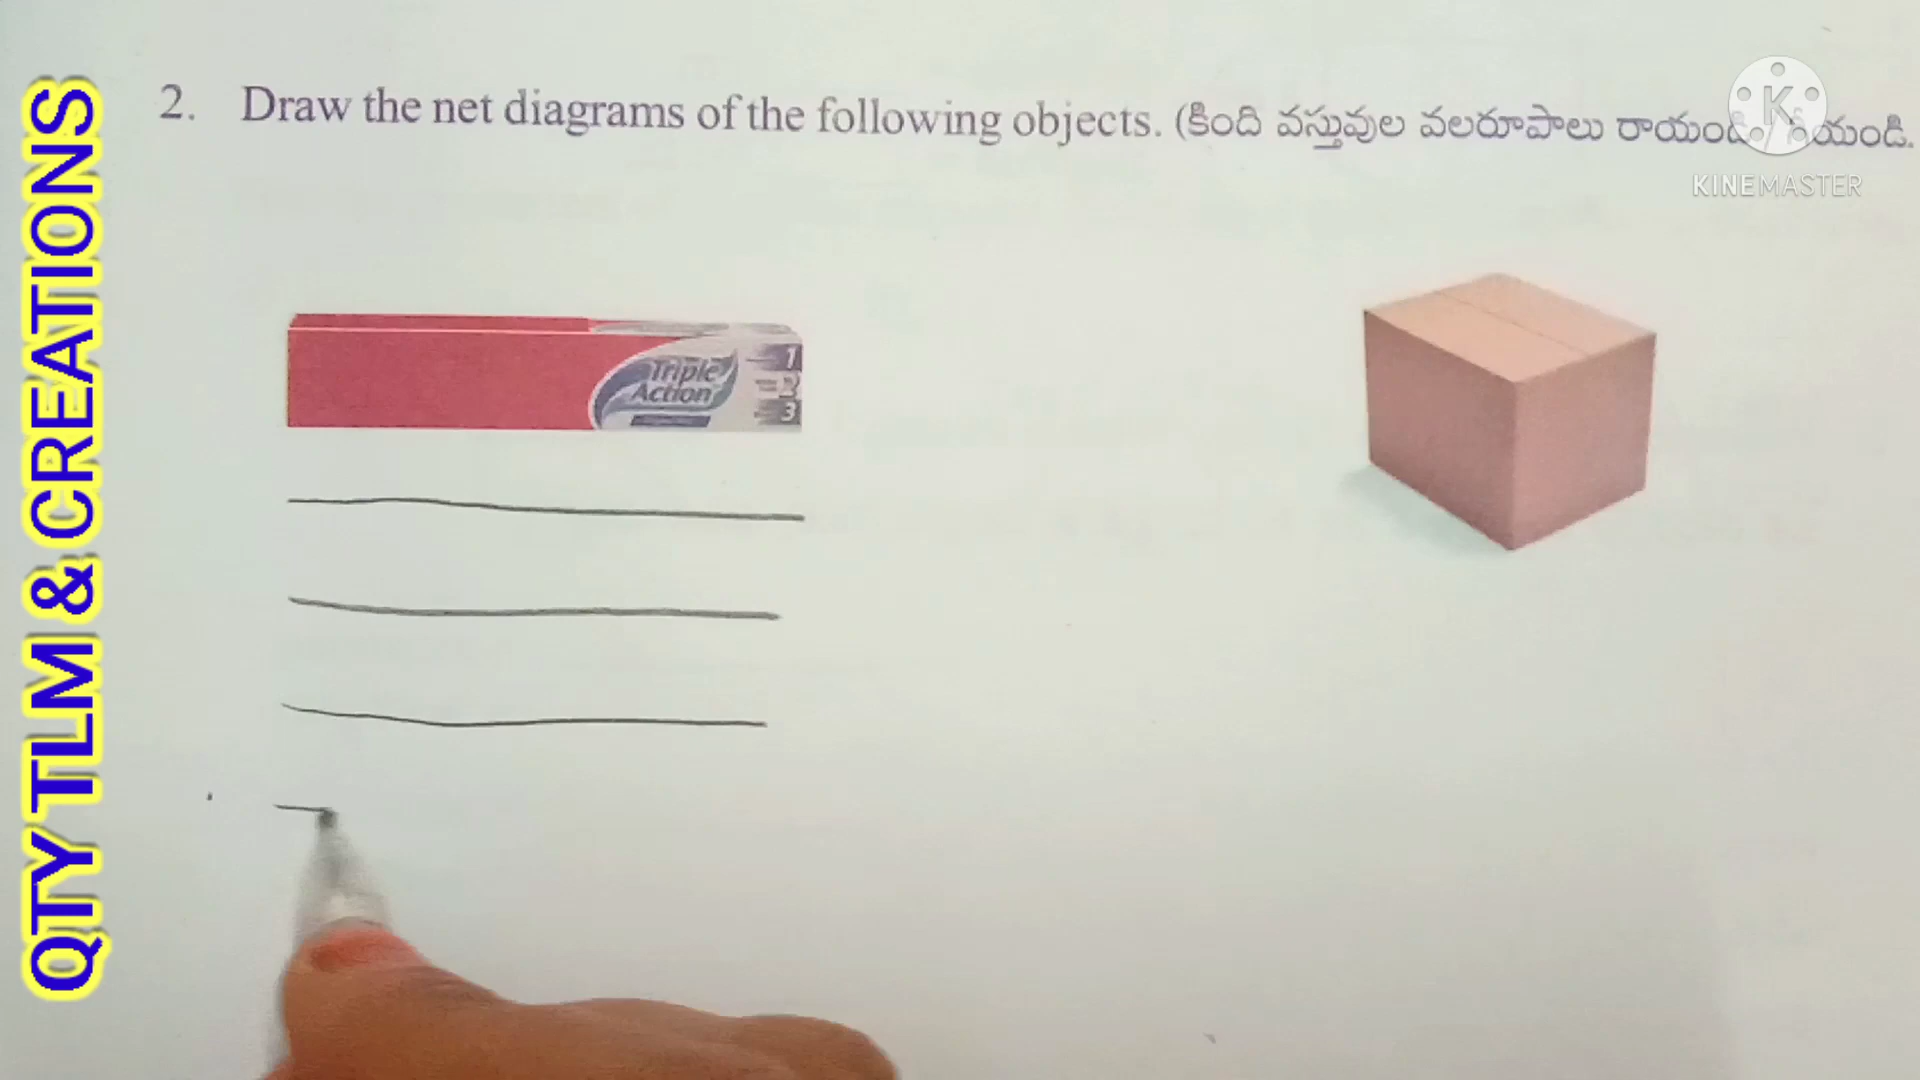 2. Draw the net diagrams of the following objects. (కింది వస్తువుల వలరూపాలు రాయండి. గీయండి.
Triple
Action
1
2
3
KINEMASTER
QTY TLM & CREATIONS